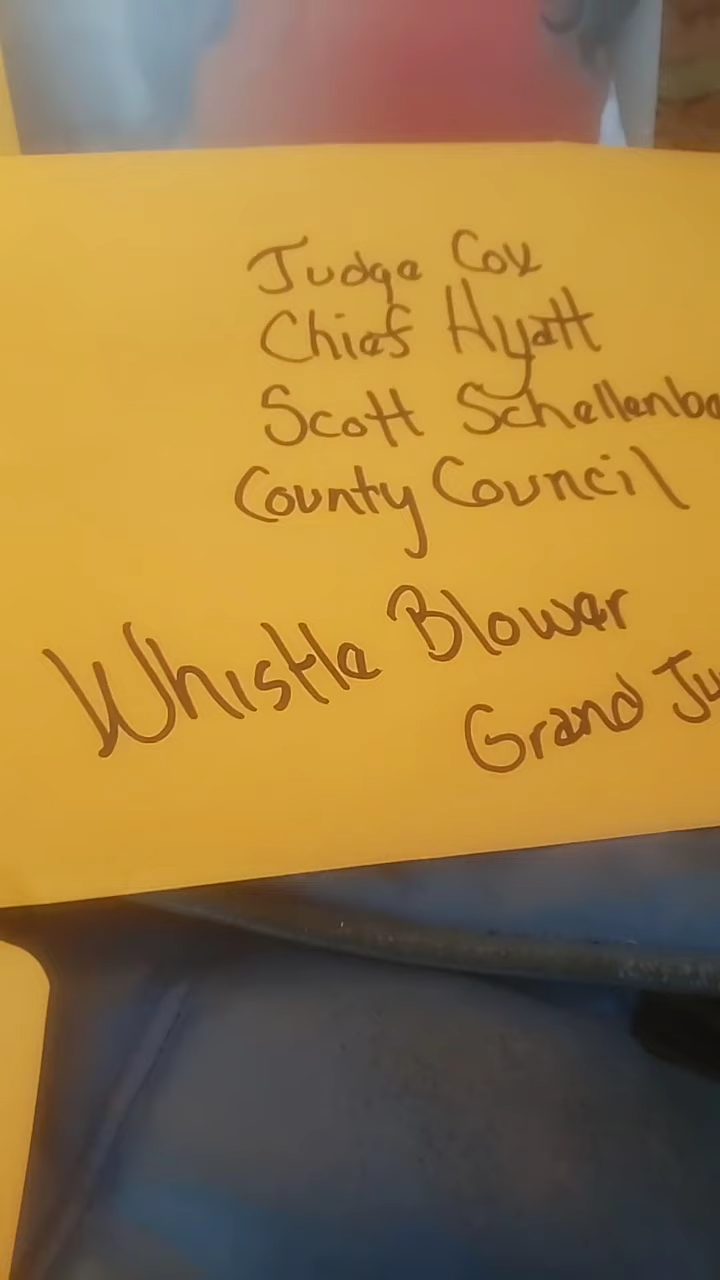 Judge Cox
Chief Hyatt
Scott
County Council
Whistle Blower
Grand